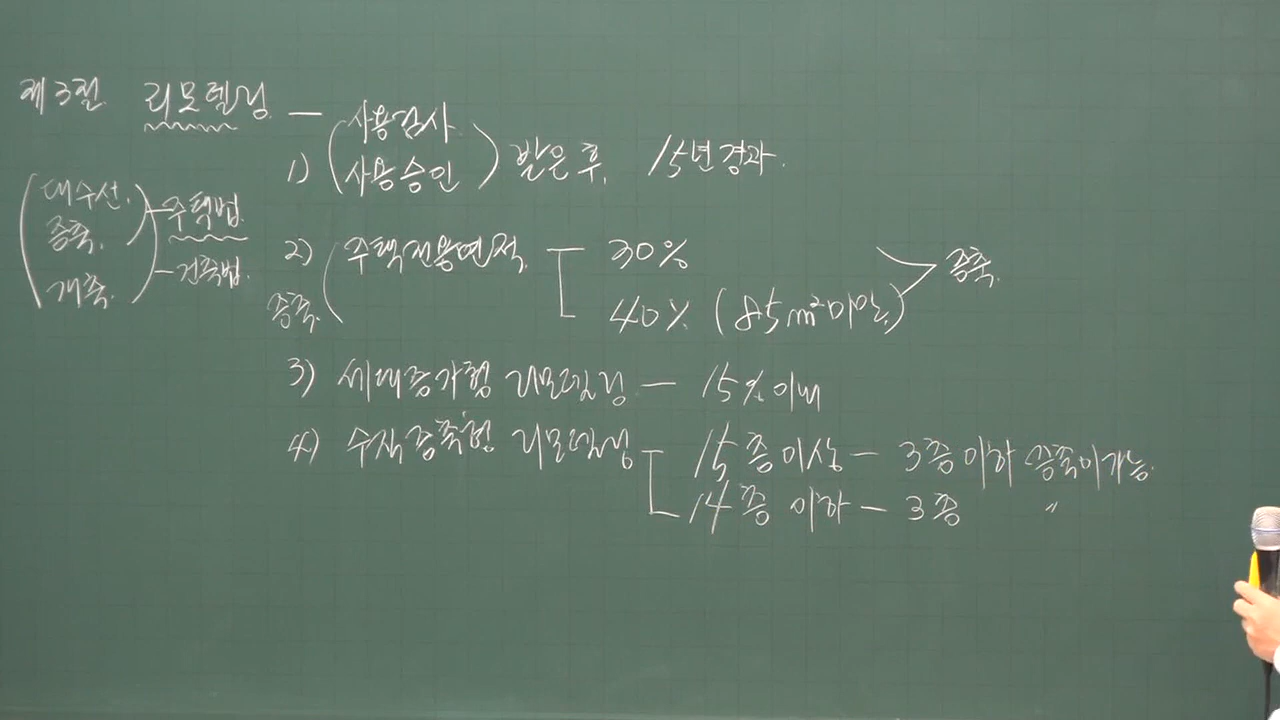 제3절 리모델링 —
1) (사용검사
사용승인) 받은 후, 15년 경과.
(대수선, 증축, 개축.) — 주택법.
— 건축법.
2) 주택전용면적 30%
증축. 40% (85m² 미만.) 증축.
3) 세대증가형 리모델링 — 15% 이내
4) 수직증축형 리모델링 15층 이상 — 3층 이하 증축이 가능.
14층 이하 — 3층 〃